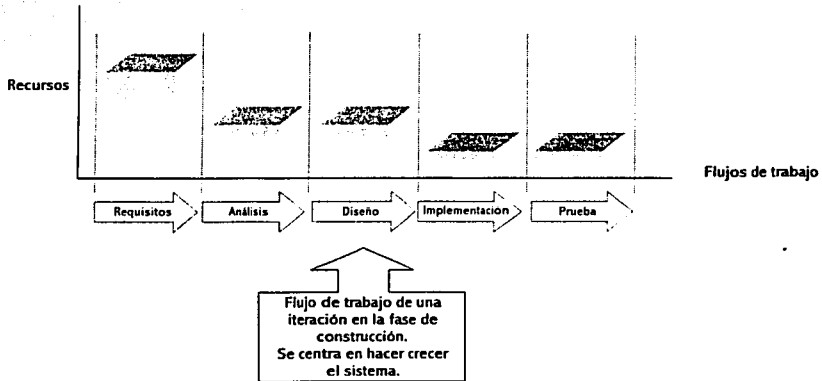 Recursos
Flujos de trabajo
Requisitos
Análisis
Diseño
Implementación
Prueba
Flujo de trabajo de una
iteración en la fase de
construcción.
Se centra en hacer crecer
el sistema.